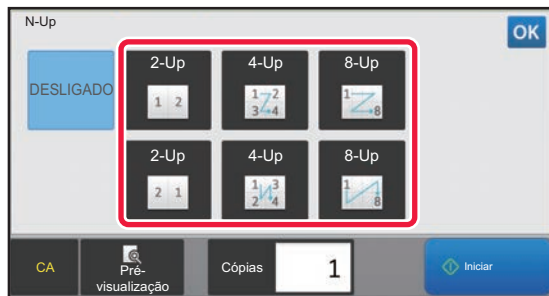 N-Up
OK
DESLIGADO
2-Up
4-Up
8-Up
1 2
1 2
3 4
1
8
2-Up
4-Up
8-Up
2 1
1 3
2 4
1
8
CA
Pré-
visualização
Cópias
1
Iniciar